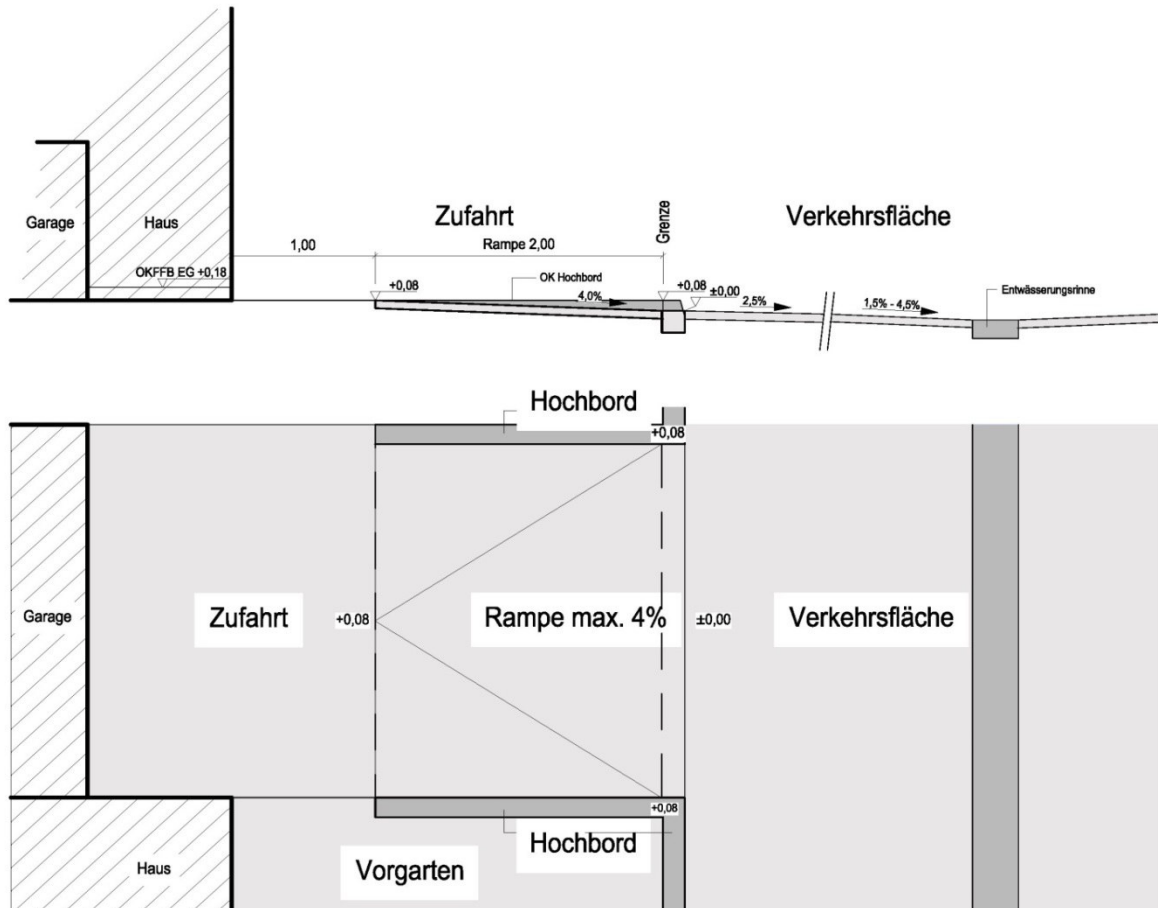 Zufahrt
Grenze
Verkehrsfläche
Garage
Haus
1,00
Rampe 2,00
OKFFB EG +0,18
+0,08
OK Hochbord
4,0%
+0,08
±0,00
2,5%
1,5% - 4,5%
Entwässerungsrinne
Hochbord
+0,08
Garage
Zufahrt
+0,08
Rampe max. 4%
±0,00
Verkehrsfläche
+0,08
Hochbord
Vorgarten
Haus